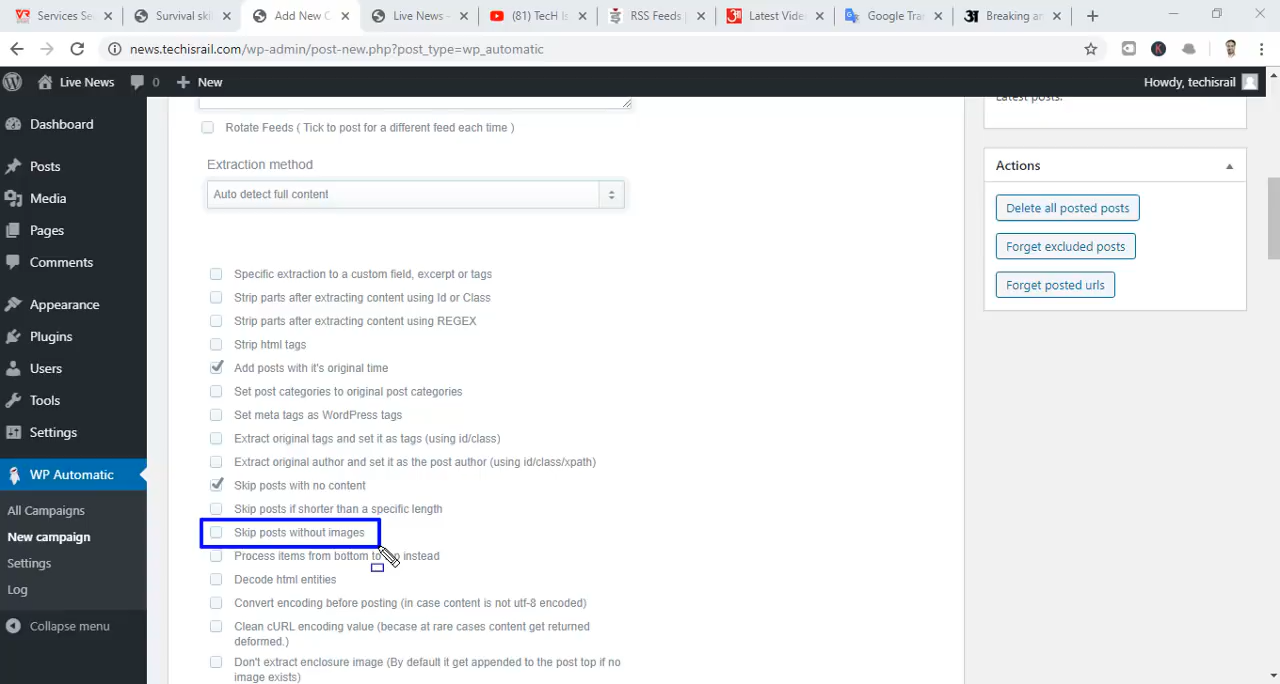 Services Se
Survival skil
Add New C
Live News -
(81) TecH Is
RSS Feeds
Latest Vide
Google Tra
Breaking an
news.techisrail.com/wp-admin/post-new.php?post_type=wp_automatic
Live News
0
New
Howdy, techisrail
Dashboard
Posts
Media
Pages
Comments
Appearance
Plugins
Users
Tools
Settings
WP Automatic
All Campaigns
New campaign
Settings
Log
Collapse menu
Rotate Feeds ( Tick to post for a different feed each time )
Extraction method
Auto detect full content
Specific extraction to a custom field, excerpt or tags
Strip parts after extracting content using Id or Class
Strip parts after extracting content using REGEX
Strip html tags
Add posts with it's original time
Set post categories to original post categories
Set meta tags as WordPress tags
Extract original tags and set it as tags (using id/class)
Extract original author and set it as the post author (using id/class/xpath)
Skip posts with no content
Skip posts if shorter than a specific length
Skip posts without images
Process items from bottom to instead
Decode html entities
Convert encoding before posting (in case content is not utf-8 encoded)
Clean cURL encoding value (becase at rare cases content get returned
deformed.)
Don't extract enclosure image (By default it get appended to the post top if no
image exists)
Latest posts.
Actions
Delete all posted posts
Forget excluded posts
Forget posted urls